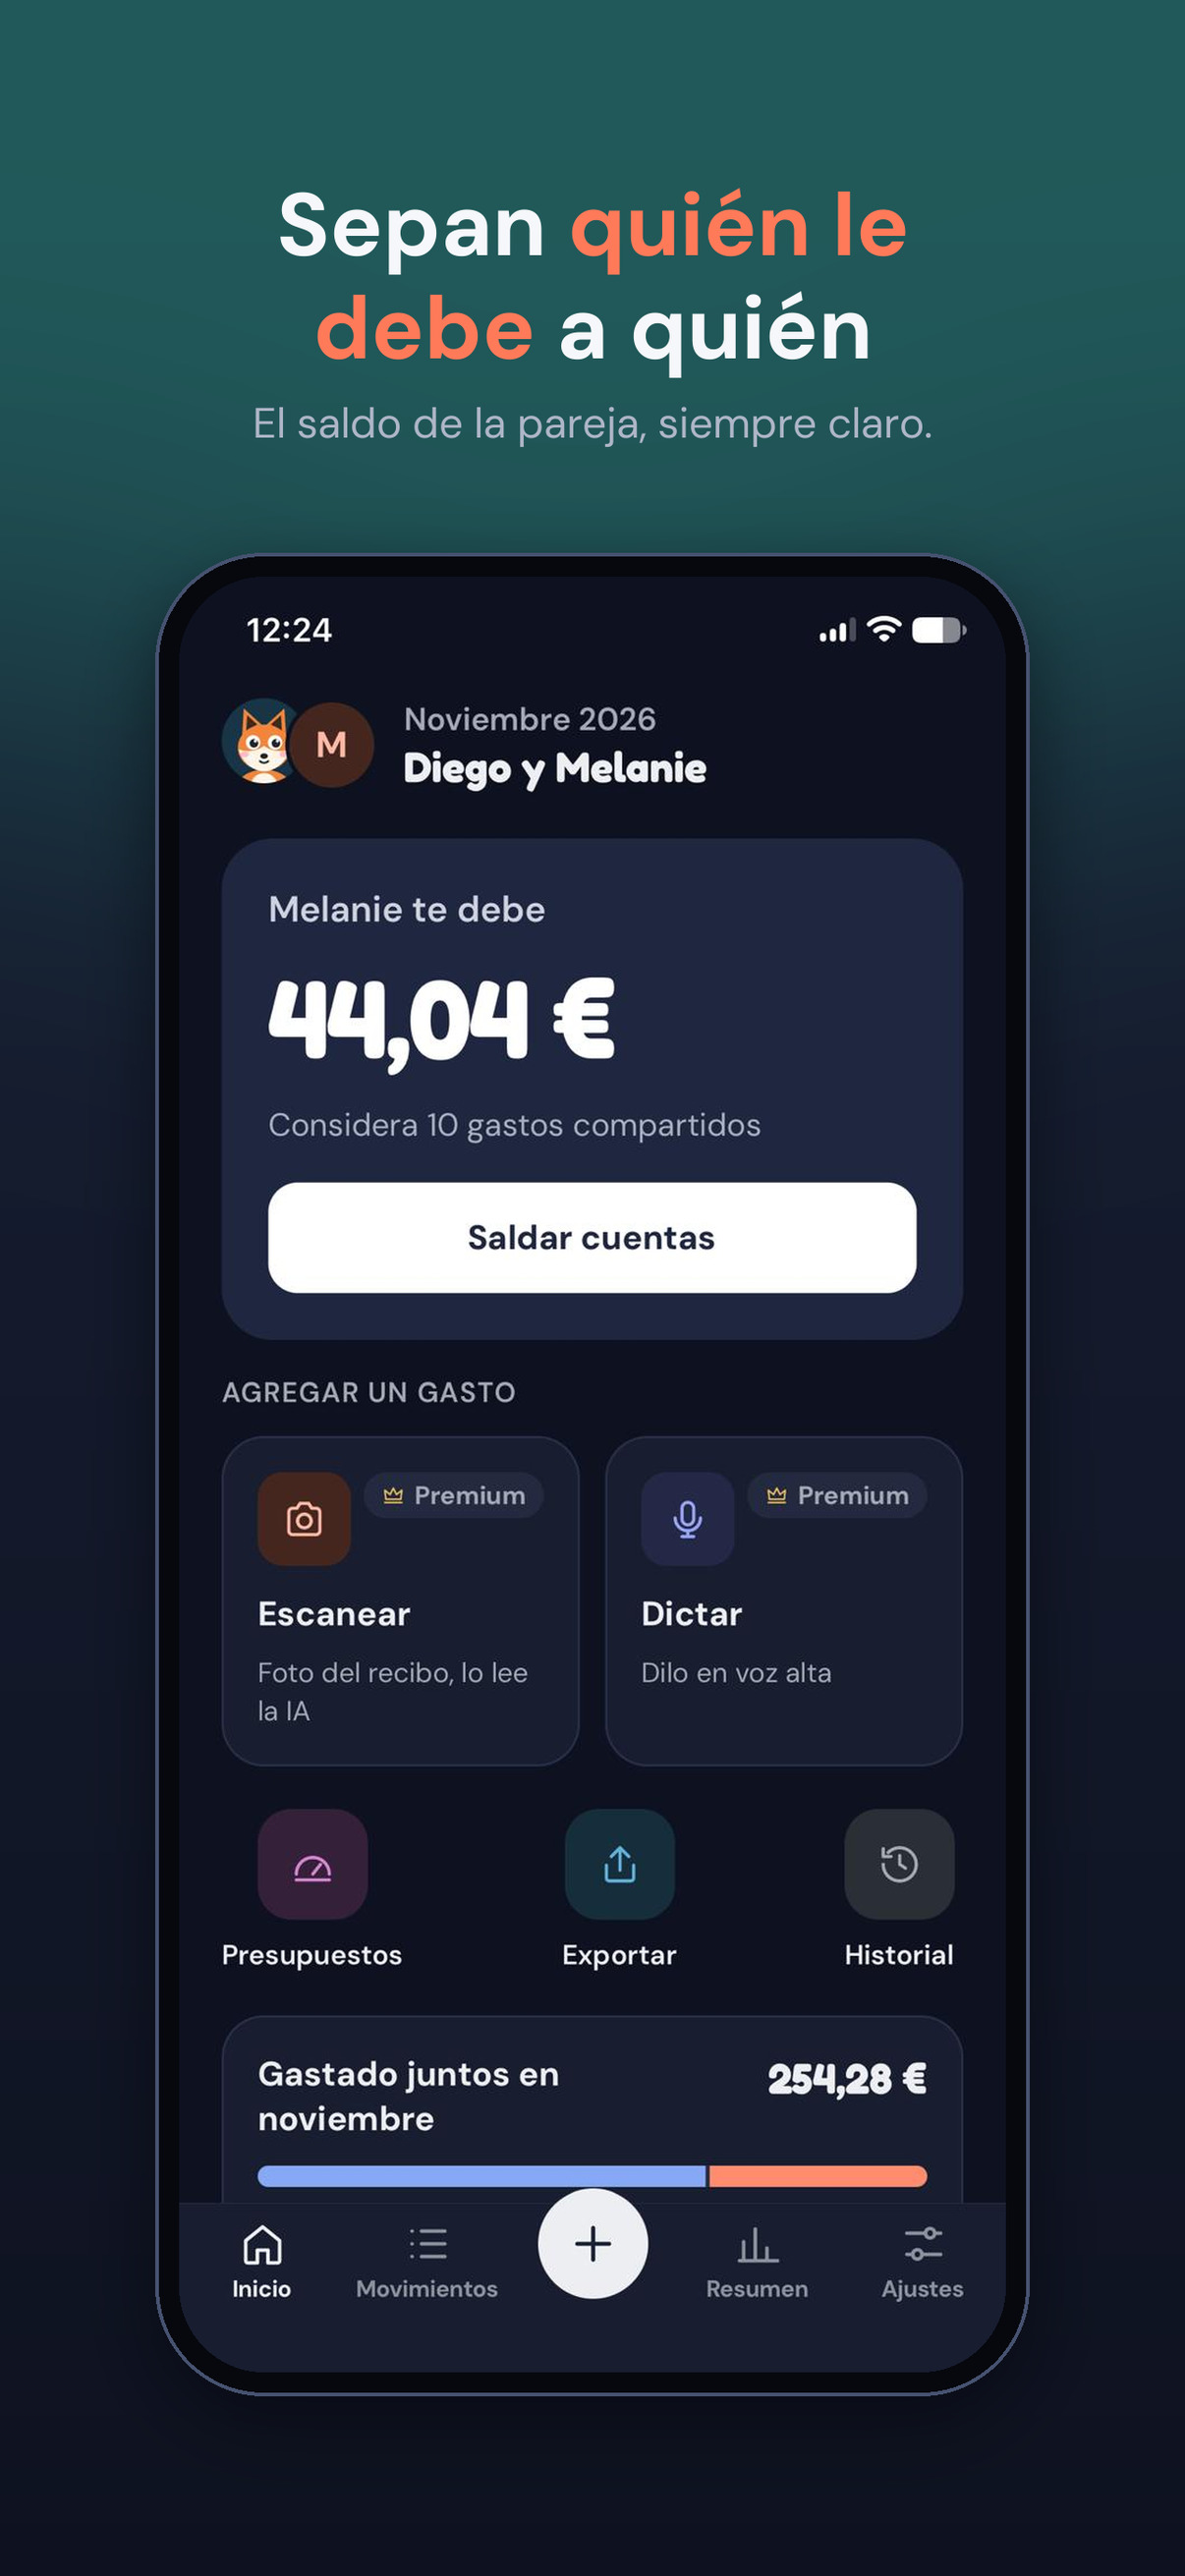 Sepan quién le
debe a quién
El saldo de la pareja, siempre claro.
12:24
M
Noviembre 2026
Diego y Melanie
Melanie te debe
44,04 €
Considera 10 gastos compartidos
Saldar cuentas
AGREGAR UN GASTO
Premium
Escanear
Foto del recibo, lo lee
la IA
Premium
Dictar
Dilo en voz alta
Presupuestos
Exportar
Historial
Gastado juntos en
noviembre
254,28 €
Inicio
Movimientos
Resumen
Ajustes